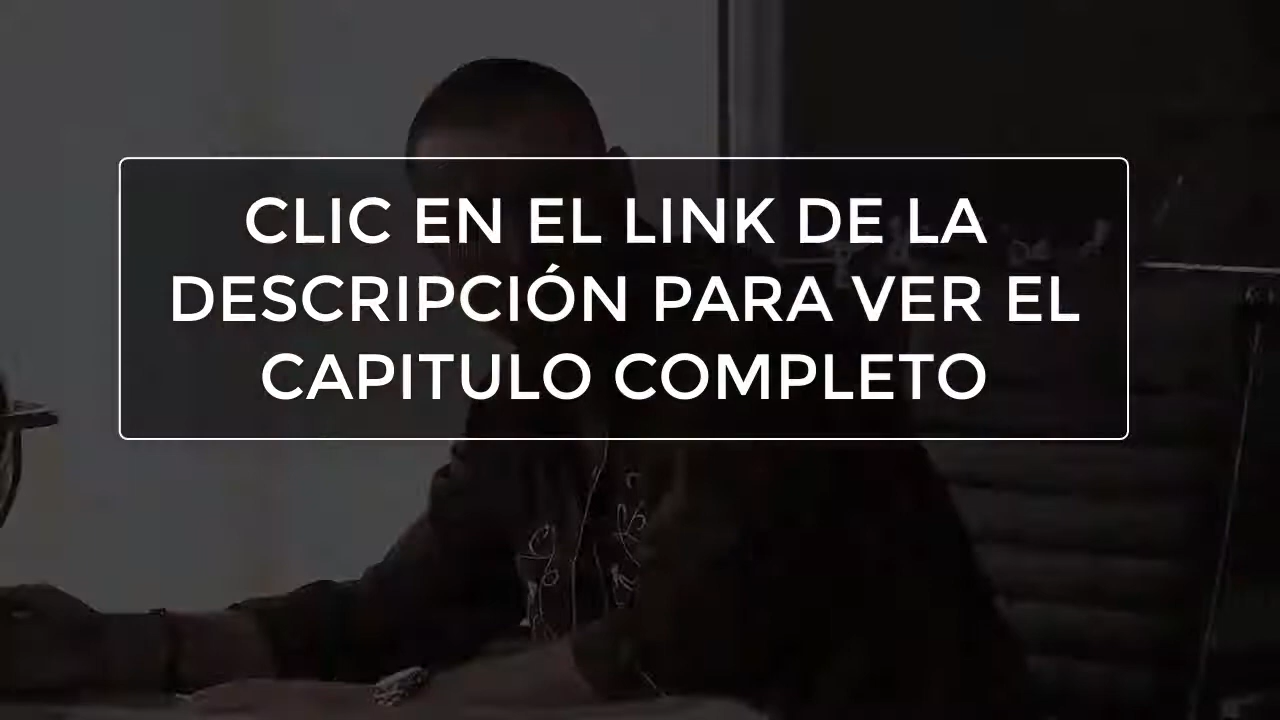 CLIC EN EL LINK DE LA
DESCRIPCIÓN PARA VER EL
CAPITULO COMPLETO